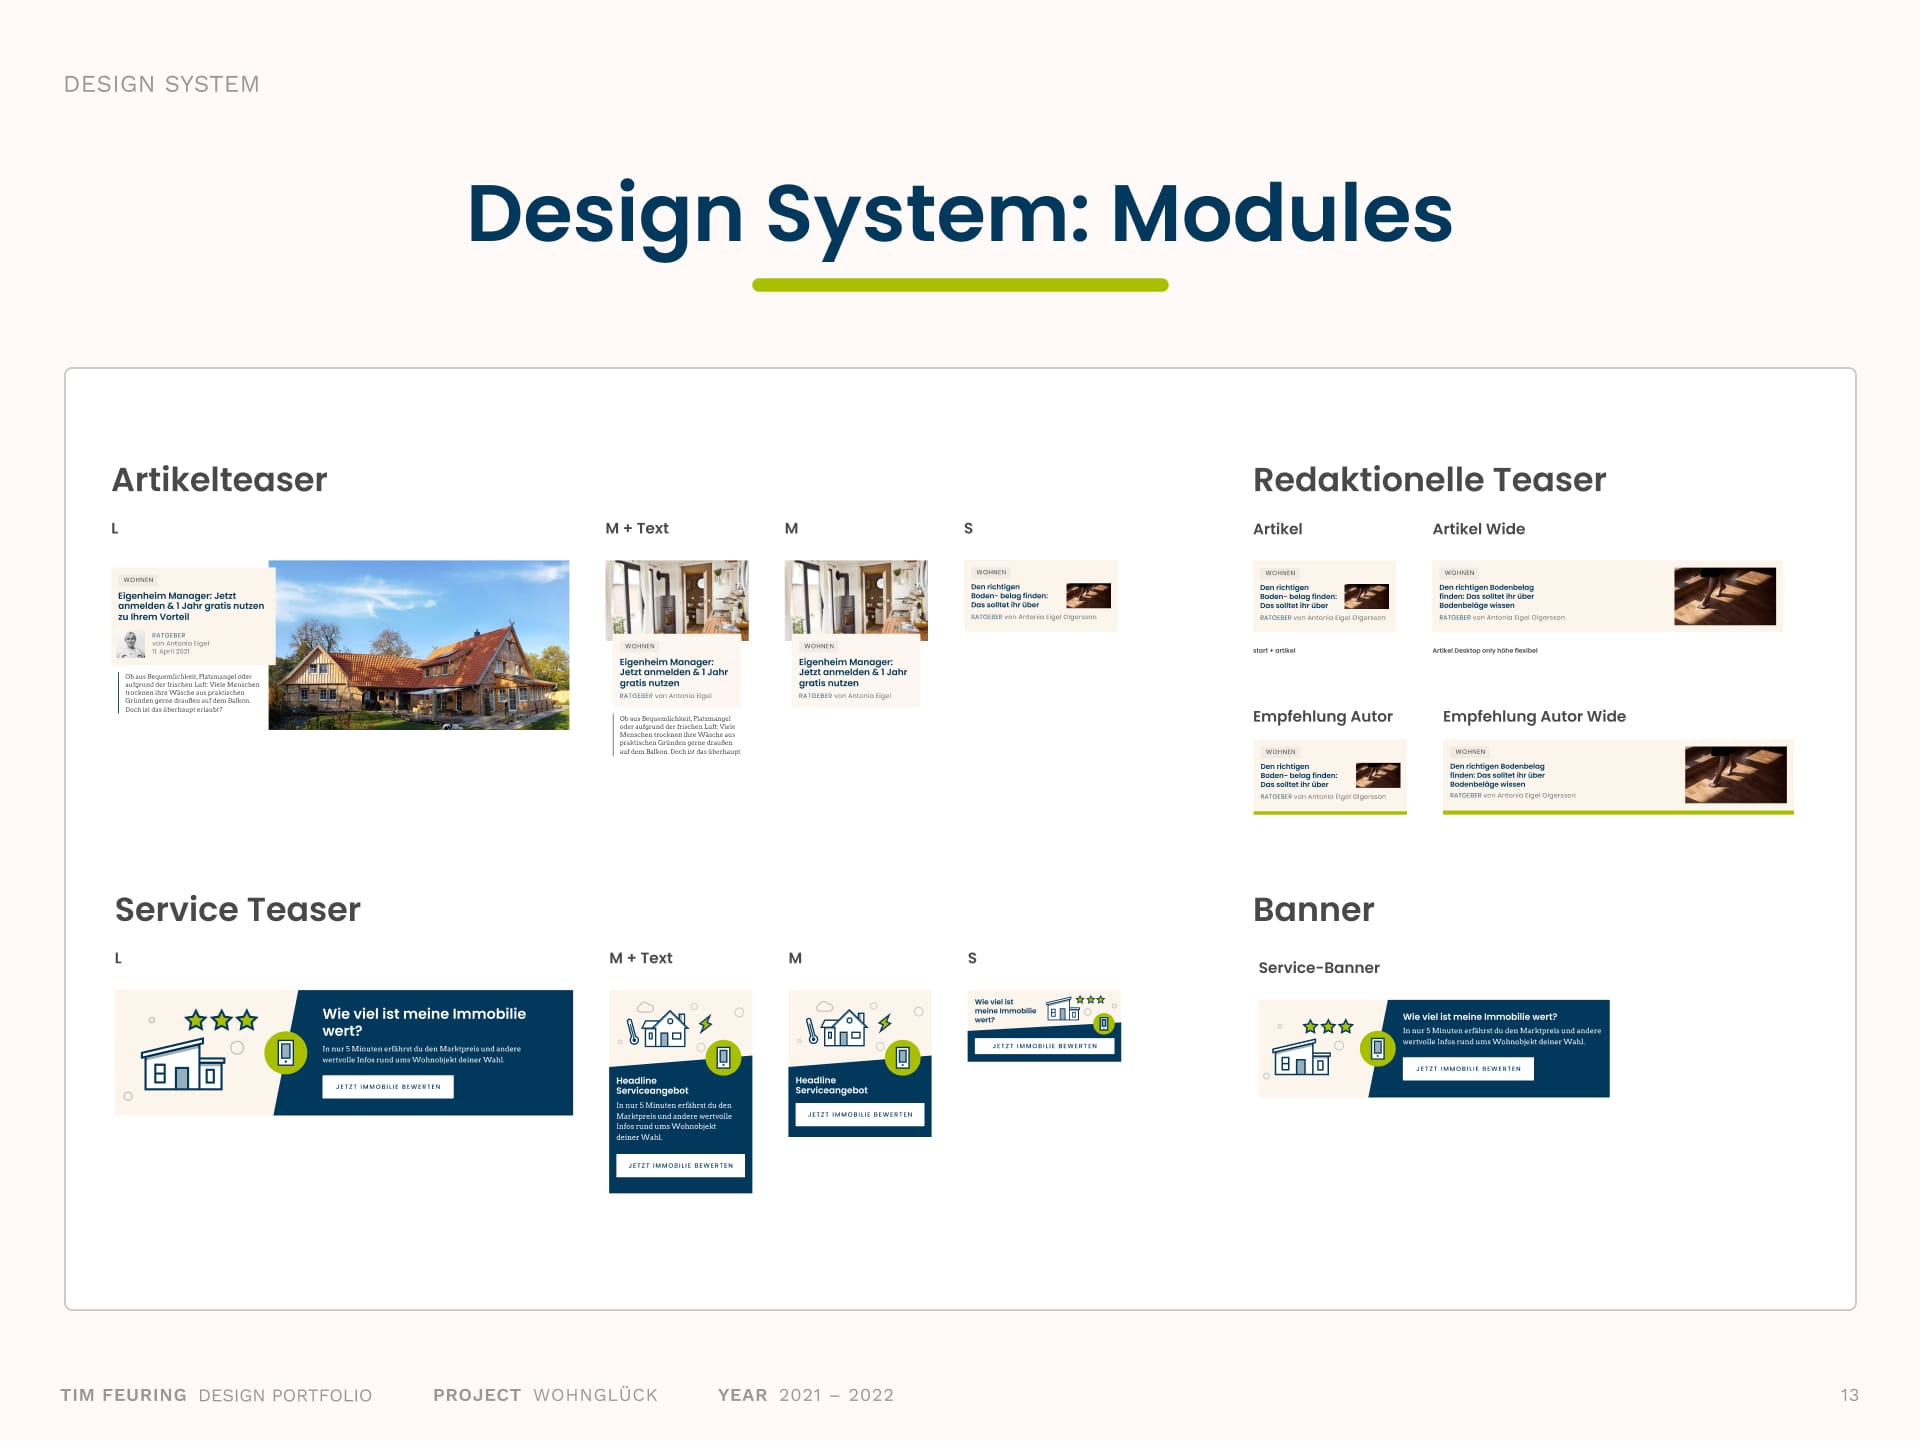 DESIGN SYSTEM
Design System: Modules
Artikelteaser
L
WOHNEN
Eigenheim Manager: Jetzt
anmelden & 1 Jahr gratis nutzen
zu Ihrem Vorteil
RATGEBER
von Antonia Eigel
11. April 2021
Ob aus Bequemlichkeit, Platzmangel oder
aufgrund der frischen Luft: Viele Menschen
trocknen ihre Wäsche aus praktischen
Gründen gerne draußen auf dem Balkon.
Doch ist das überhaupt erlaubt?
M + Text
WOHNEN
Eigenheim Manager:
Jetzt anmelden & 1 Jahr
gratis nutzen
RATGEBER von Antonia Eigel
Ob aus Bequemlichkeit, Platzmangel
oder aufgrund der frischen Luft: Viele
Menschen trocknen ihre Wäsche aus
praktischen Gründen gerne draußen
auf dem Balkon. Doch ist das überhaupt
M
WOHNEN
Eigenheim Manager:
Jetzt anmelden & 1 Jahr
gratis nutzen
RATGEBER von Antonia Eigel
S
WOHNEN
Den richtigen
Boden- belag finden:
Das solltet ihr über
RATGEBER von Antonia Eigel Olgersson
Redaktionelle Teaser
Artikel
WOHNEN
Den richtigen
Boden- belag finden:
Das solltet ihr über
RATGEBER von Antonia Eigel Olgersson
start + artikel
Artikel Wide
WOHNEN
Den richtigen Bodenbelag
finden: Das solltet ihr über
Bodenbeläge wissen
RATGEBER von Antonia Eigel Olgersson
Artikel Desktop only höhe flexibel
Empfehlung Autor
WOHNEN
Den richtigen
Boden- belag finden:
Das solltet ihr über
RATGEBER von Antonia Eigel Olgersson
Empfehlung Autor Wide
WOHNEN
Den richtigen Bodenbelag
finden: Das solltet ihr über
Bodenbeläge wissen
RATGEBER von Antonia Eigel Olgersson
Service Teaser
L
Wie viel ist meine Immobilie
wert?
In nur 5 Minuten erfährst du den Marktpreis und andere
wertvolle Infos rund ums Wohnobjekt deiner Wahl.
JETZT IMMOBILIE BEWERTEN
M + Text
Headline
Serviceangebot
In nur 5 Minuten erfährst du den
Marktpreis und andere wertvolle
Infos rund ums Wohnobjekt
deiner Wahl.
JETZT IMMOBILIE BEWERTEN
M
Headline
Serviceangebot
JETZT IMMOBILIE BEWERTEN
S
Wie viel ist
meine Immobilie
wert?
JETZT IMMOBILIE BEWERTEN
Banner
Service-Banner
Wie viel ist meine Immobilie wert?
In nur 5 Minuten erfährst du den Marktpreis und andere
wertvolle Infos rund ums Wohnobjekt deiner Wahl.
JETZT IMMOBILIE BEWERTEN
TIM FEURING DESIGN PORTFOLIO PROJECT WOHNGLÜCK YEAR 2021 – 2022 13